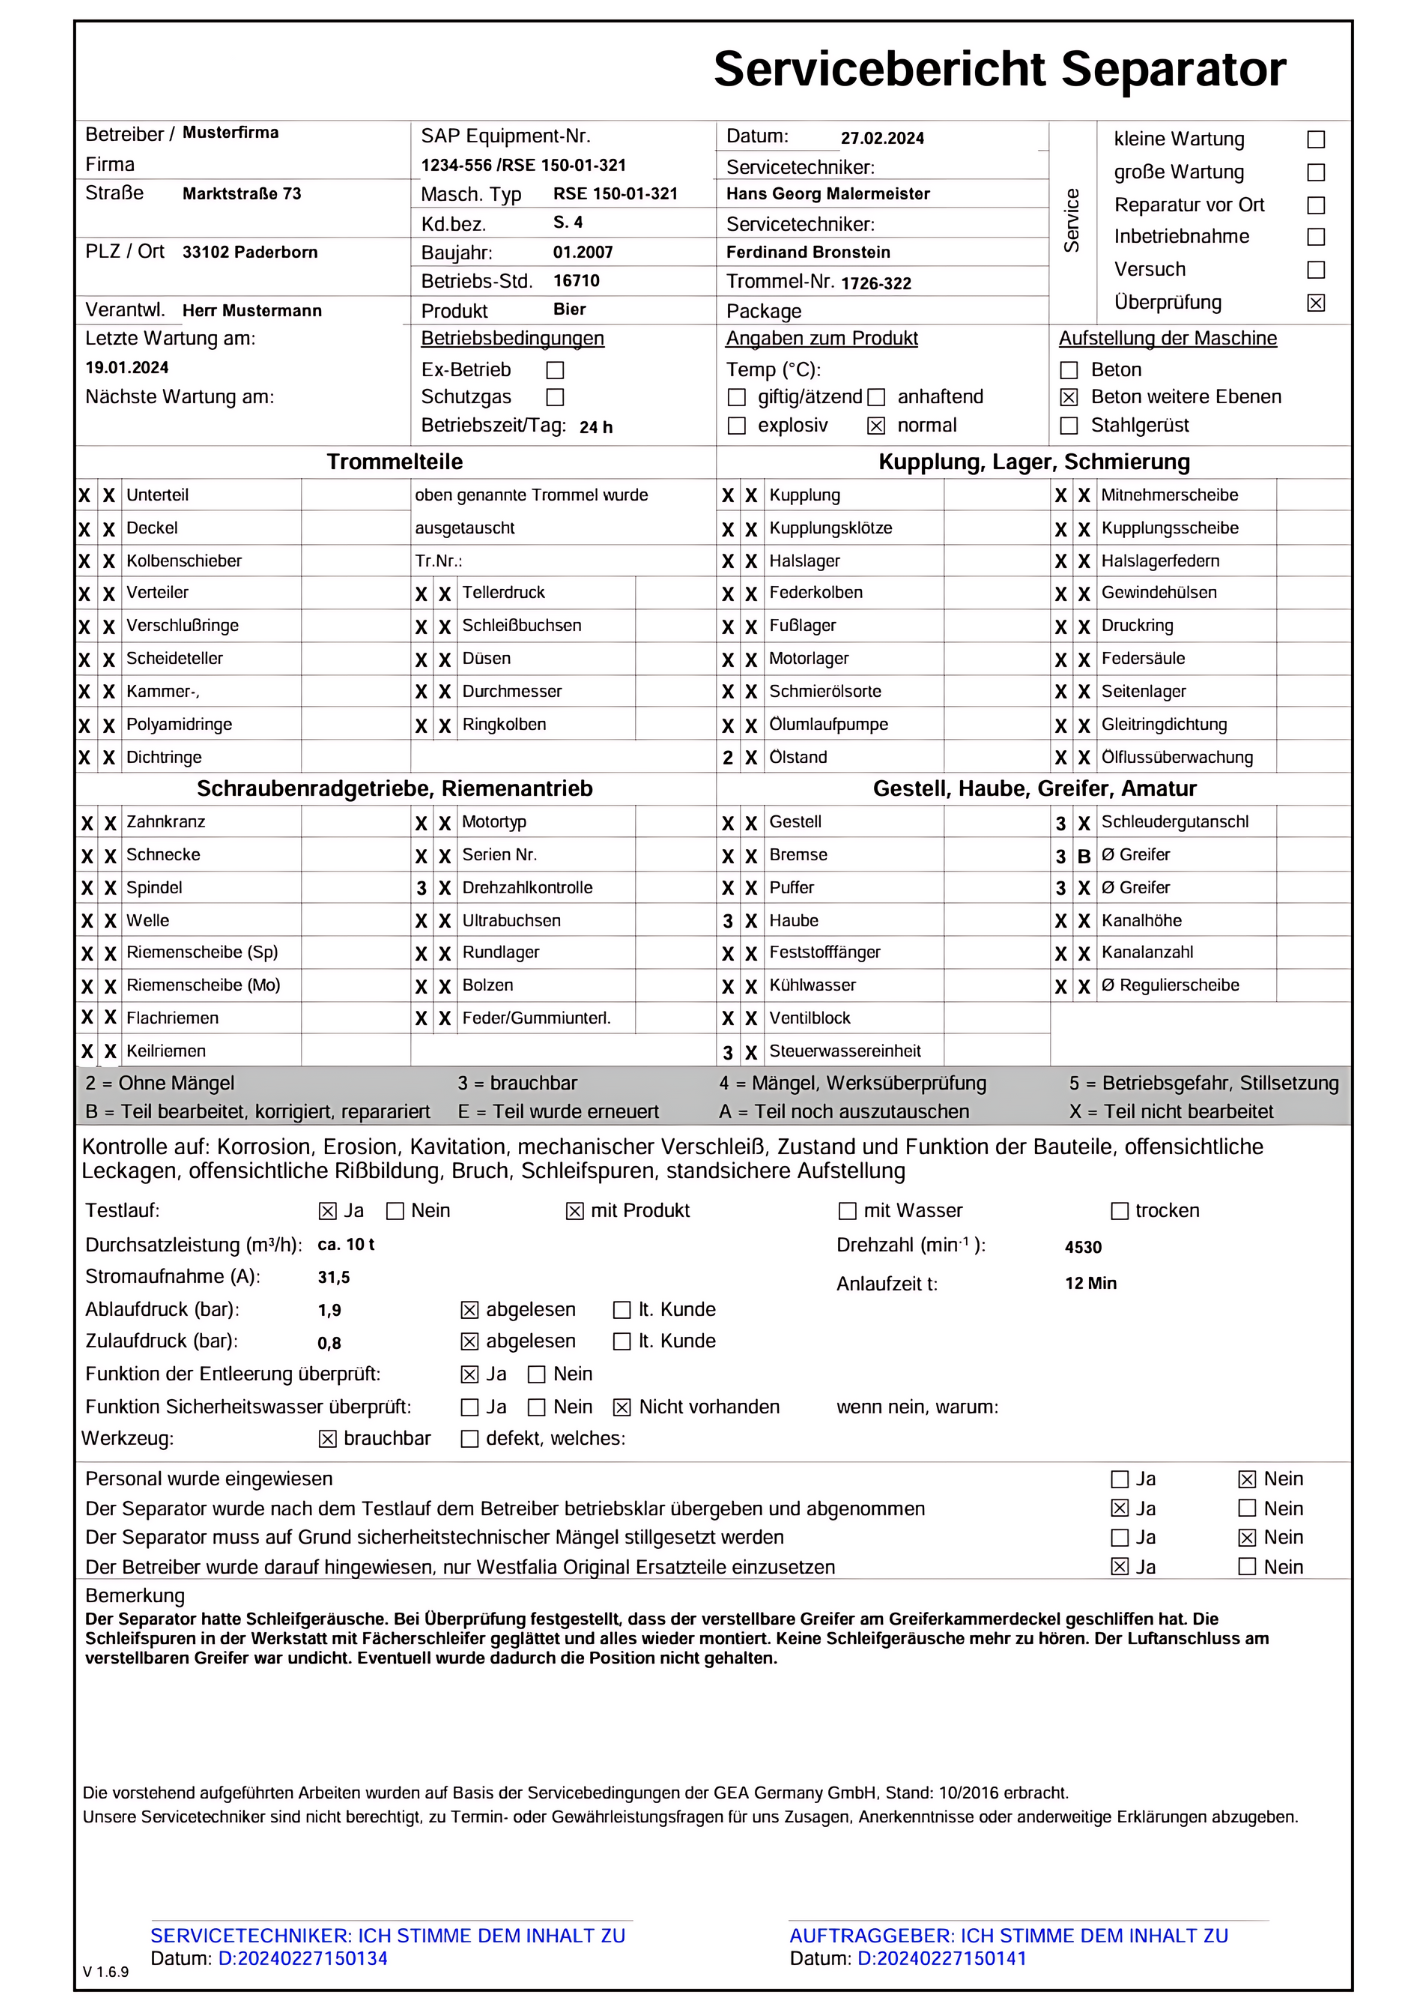 Servicebericht Separator
Betreiber / Musterfirma SAP Equipment-Nr. Datum: 27.02.2024 kleine Wartung ☐
Firma 1234-556 /RSE 150-01-321 Servicetechniker: große Wartung ☐
Straße Marktstraße 73 Masch. Typ RSE 150-01-321 Hans Georg Malermeister Reparatur vor Ort ☐
Kd.bez. S. 4 Servicetechniker: Service Inbetriebnahme ☐
PLZ / Ort 33102 Paderborn Baujahr: 01.2007 Ferdinand Bronstein Versuch ☐
Betriebs-Std. 16710 Trommel-Nr. 1726-322
Verantwl. Herr Mustermann Produkt Bier Package Überprüfung ☒
Letzte Wartung am: Betriebsbedingungen Angaben zum Produkt Aufstellung der Maschine
19.01.2024 Ex-Betrieb ☐ Temp (°C): ☐ Beton
Nächste Wartung am: Schutzgas ☐ ☐ giftig/ätzend ☐ anhaftend ☒ Beton weitere Ebenen
Betriebszeit/Tag: 24 h ☐ explosiv ☒ normal ☐ Stahlgerüst
Trommelteile Kupplung, Lager, Schmierung
X X Unterteil oben genannte Trommel wurde X X Kupplung X X Mitnehmerscheibe
X X Deckel ausgetauscht X X Kupplungsklötze X X Kupplungsscheibe
X X Kolbenschieber Tr.Nr.: X X Halslager X X Halslagerfedern
X X Verteiler X X Tellerdruck X X Federkolben X X Gewindehülsen
X X Verschlußringe X X Schleißbuchsen X X Fußlager X X Druckring
X X Scheideteller X X Düsen X X Motorlager X X Federsäule
X X Kammer-, X X Durchmesser X X Schmierölsorte X X Seitenlager
X X Polyamidringe X X Ringkolben X X Ölumlaufpumpe X X Gleitringdichtung
X X Dichtringe 2 X Ölstand X X Ölflussüberwachung
Schraubenradgetriebe, Riemenantrieb Gestell, Haube, Greifer, Amatur
X X Zahnkranz X X Motortyp X X Gestell 3 X Schleudergutanschl
X X Schnecke X X Serien Nr. X X Bremse 3 B Ø Greifer
X X Spindel 3 X Drehzahlkontrolle X X Puffer 3 X Ø Greifer
X X Welle X X Ultrabuchsen 3 X Haube X X Kanalhöhe
X X Riemenscheibe (Sp) X X Rundlager X X Feststofffänger X X Kanalanzahl
X X Riemenscheibe (Mo) X X Bolzen X X Kühlwasser X X Ø Regulierscheibe
X X Flachriemen X X Feder/Gummiunterl. X X Ventilblock
X X Keilriemen 3 X Steuerwassereinheit
2 = Ohne Mängel 3 = brauchbar 4 = Mängel, Werksüberprüfung 5 = Betriebsgefahr, Stillsetzung
B = Teil bearbeitet, korrigiert, reparariert E = Teil wurde erneuert A = Teil noch auszutauschen X = Teil nicht bearbeitet
Kontrolle auf: Korrosion, Erosion, Kavitation, mechanischer Verschleiß, Zustand und Funktion der Bauteile, offensichtliche
Leckagen, offensichtliche Rißbildung, Bruch, Schleifspuren, standsichere Aufstellung
Testlauf: ☒ Ja ☐ Nein ☒ mit Produkt ☐ mit Wasser ☐ trocken
Durchsatzleistung (m³/h): ca. 10 t Drehzahl (min⁻¹ ): 4530
Stromaufnahme (A): 31,5 Anlaufzeit t: 12 Min
Ablaufdruck (bar): 1,9 ☒ abgelesen ☐ lt. Kunde
Zulaufdruck (bar): 0,8 ☒ abgelesen ☐ lt. Kunde
Funktion der Entleerung überprüft: ☒ Ja ☐ Nein
Funktion Sicherheitswasser überprüft: ☐ Ja ☐ Nein ☒ Nicht vorhanden wenn nein, warum:
Werkzeug: ☒ brauchbar ☐ defekt, welches:
Personal wurde eingewiesen ☐ Ja ☒ Nein
Der Separator wurde nach dem Testlauf dem Betreiber betriebsklar übergeben und abgenommen ☒ Ja ☐ Nein
Der Separator muss auf Grund sicherheitstechnischer Mängel stillgesetzt werden ☐ Ja ☒ Nein
Der Betreiber wurde darauf hingewiesen, nur Westfalia Original Ersatzteile einzusetzen ☒ Ja ☐ Nein
Bemerkung
Der Separator hatte Schleifgeräusche. Bei Überprüfung festgestellt, dass der verstellbare Greifer am Greiferkammerdeckel geschliffen hat. Die
Schleifspuren in der Werkstatt mit Fächerschleifer geglättet und alles wieder montiert. Keine Schleifgeräusche mehr zu hören. Der Luftanschluss am
verstellbaren Greifer war undicht. Eventuell wurde dadurch die Position nicht gehalten.
Die vorstehend aufgeführten Arbeiten wurden auf Basis der Servicebedingungen der GEA Germany GmbH, Stand: 10/2016 erbracht.
Unsere Servicetechniker sind nicht berechtigt, zu Termin- oder Gewährleistungsfragen für uns Zusagen, Anerkenntnisse oder anderweitige Erklärungen abzugeben.
SERVICETECHNIKER: ICH STIMME DEM INHALT ZU AUFTRAGGEBER: ICH STIMME DEM INHALT ZU
Datum: D:20240227150134 Datum: D:20240227150141
V 1.6.9